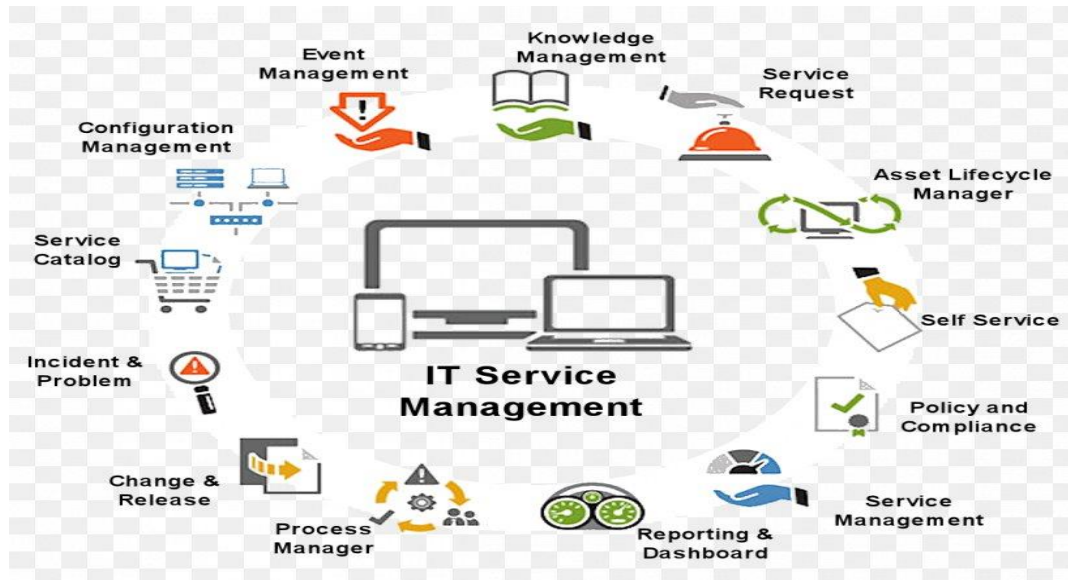 Knowledge
Management
Event
Management
Service
Request
Configuration
Management
Asset Lifecycle
Manager
Service
Catalog
Self Service
Incident &
Problem
IT Service
Management
Policy and
Compliance
Change &
Release
Process
Manager
Reporting &
Dashboard
Service
Management